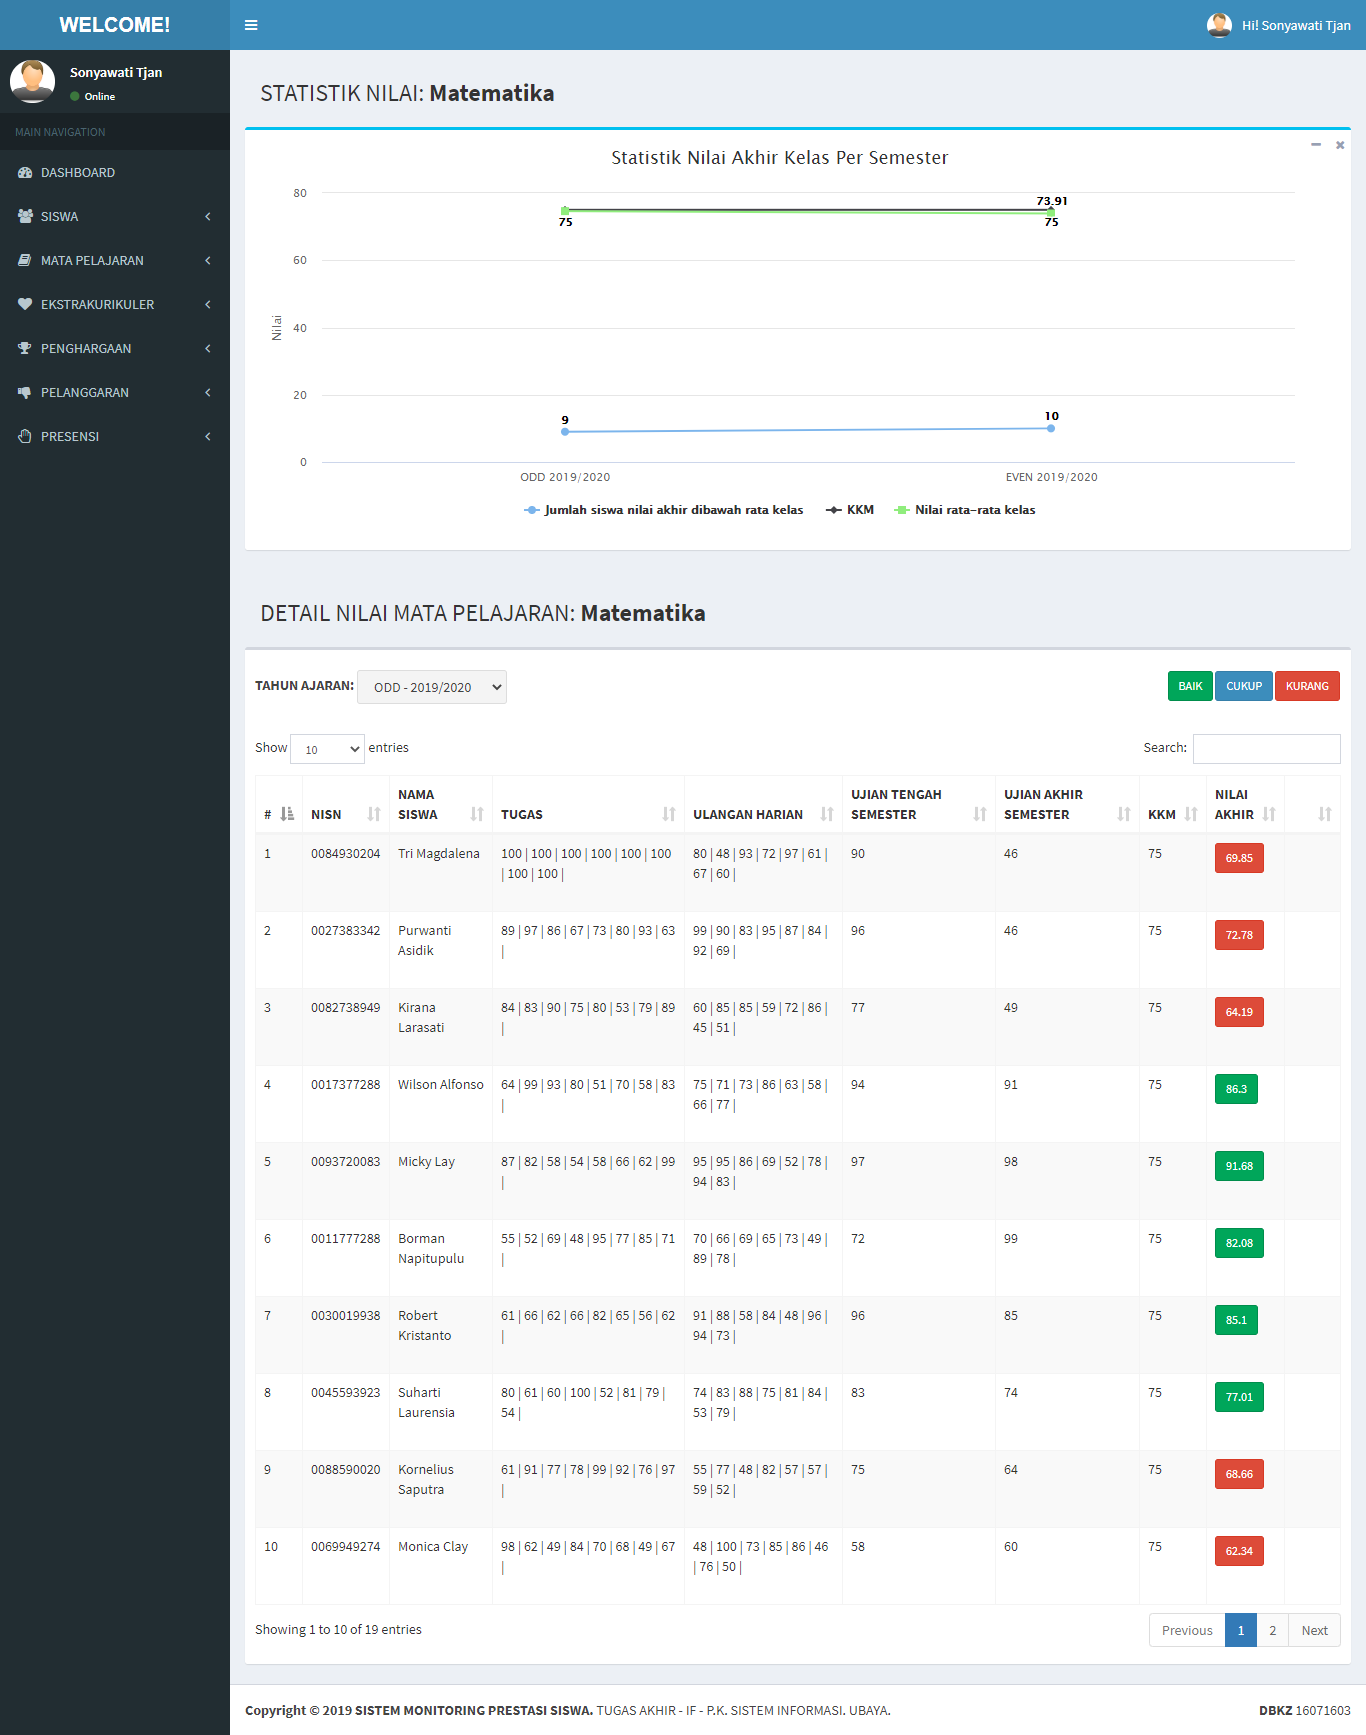 WELCOME!
Hi! Sonyawati Tjan
Sonyawati Tjan
Online
MAIN NAVIGATION
DASHBOARD
SISWA
MATA PELAJARAN
EKSTRAKURIKULER
PENGHARGAAN
PELANGGARAN
PRESENSI
STATISTIK NILAI: Matematika
Statistik Nilai Akhir Kelas Per Semester
Nilai
80
60
40
20
0
75
73.91
75
9
10
ODD 2019/2020
EVEN 2019/2020
Jumlah siswa nilai akhir dibawah rata kelas
KKM
Nilai rata-rata kelas
DETAIL NILAI MATA PELAJARAN: Matematika
TAHUN AJARAN: ODD - 2019/2020
BAIK CUKUP KURANG
Show 10 entries
Search:
# NISN NAMA SISWA TUGAS ULANGAN HARIAN UJIAN TENGAH SEMESTER UJIAN AKHIR SEMESTER KKM NILAI AKHIR
1 0084930204 Tri Magdalena 100 | 100 | 100 | 100 | 100 | 100 | 100 | 100 | 80 | 48 | 93 | 72 | 97 | 61 | 67 | 60 | 90 46 75 69.85
2 0027383342 Purwanti Asidik 89 | 97 | 86 | 67 | 73 | 80 | 93 | 63 | 99 | 90 | 83 | 95 | 87 | 84 | 92 | 69 | 96 46 75 72.78
3 0082738949 Kirana Larasati 84 | 83 | 90 | 75 | 80 | 53 | 79 | 89 | 60 | 85 | 85 | 59 | 72 | 86 | 45 | 51 | 77 49 75 64.19
4 0017377288 Wilson Alfonso 64 | 99 | 93 | 80 | 51 | 70 | 58 | 83 | 75 | 71 | 73 | 86 | 63 | 58 | 66 | 77 | 94 91 75 86.3
5 0093720083 Micky Lay 87 | 82 | 58 | 54 | 58 | 66 | 62 | 99 | 95 | 95 | 86 | 69 | 52 | 78 | 94 | 83 | 97 98 75 91.68
6 0011777288 Borman Napitupulu 55 | 52 | 69 | 48 | 95 | 77 | 85 | 71 | 70 | 66 | 69 | 65 | 73 | 49 | 89 | 78 | 72 99 75 82.08
7 0030019938 Robert Kristanto 61 | 66 | 62 | 66 | 82 | 65 | 56 | 62 | 91 | 88 | 58 | 84 | 48 | 96 | 94 | 73 | 96 85 75 85.1
8 0045593923 Suharti Laurensia 80 | 61 | 60 | 100 | 52 | 81 | 79 | 54 | 74 | 83 | 88 | 75 | 81 | 84 | 53 | 79 | 83 74 75 77.01
9 0088590020 Kornelius Saputra 61 | 91 | 77 | 78 | 99 | 92 | 76 | 97 | 55 | 77 | 48 | 82 | 57 | 57 | 59 | 52 | 75 64 75 68.66
10 0069949274 Monica Clay 98 | 62 | 49 | 84 | 70 | 68 | 49 | 67 | 48 | 100 | 73 | 85 | 86 | 46 | 76 | 50 | 58 60 75 62.34
Showing 1 to 10 of 19 entries
Previous 1 2 Next
Copyright © 2019 SISTEM MONITORING PRESTASI SISWA. TUGAS AKHIR - IF - P.K. SISTEM INFORMASI. UBAYA.
DBKZ 16071603